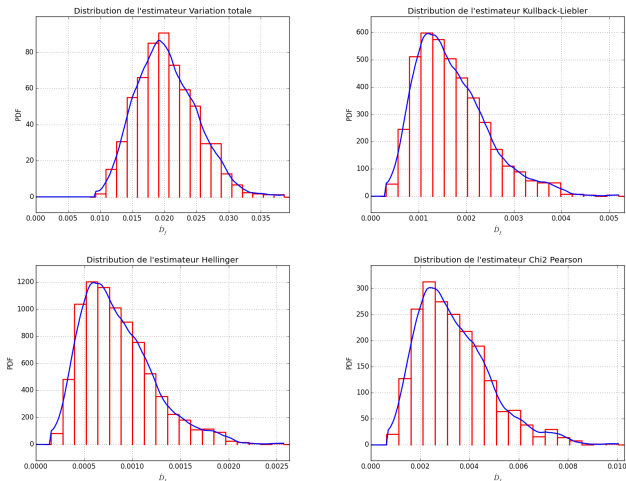 Distribution de l'estimateur Variation totale
PDF
80
60
40
20
0
0.000 0.005 0.010 0.015 0.020 0.025 0.030 0.035
D̂_f
Distribution de l'estimateur Kullback-Liebler
PDF
600
500
400
300
200
100
0
0.000 0.001 0.002 0.003 0.004 0.005
D̂_f
Distribution de l'estimateur Hellinger
PDF
1200
1000
800
600
400
200
0
0.0000 0.0005 0.0010 0.0015 0.0020 0.0025
Distribution de l'estimateur Chi2 Pearson
PDF
300
250
200
150
100
50
0
0.000 0.002 0.004 0.006 0.008 0.010